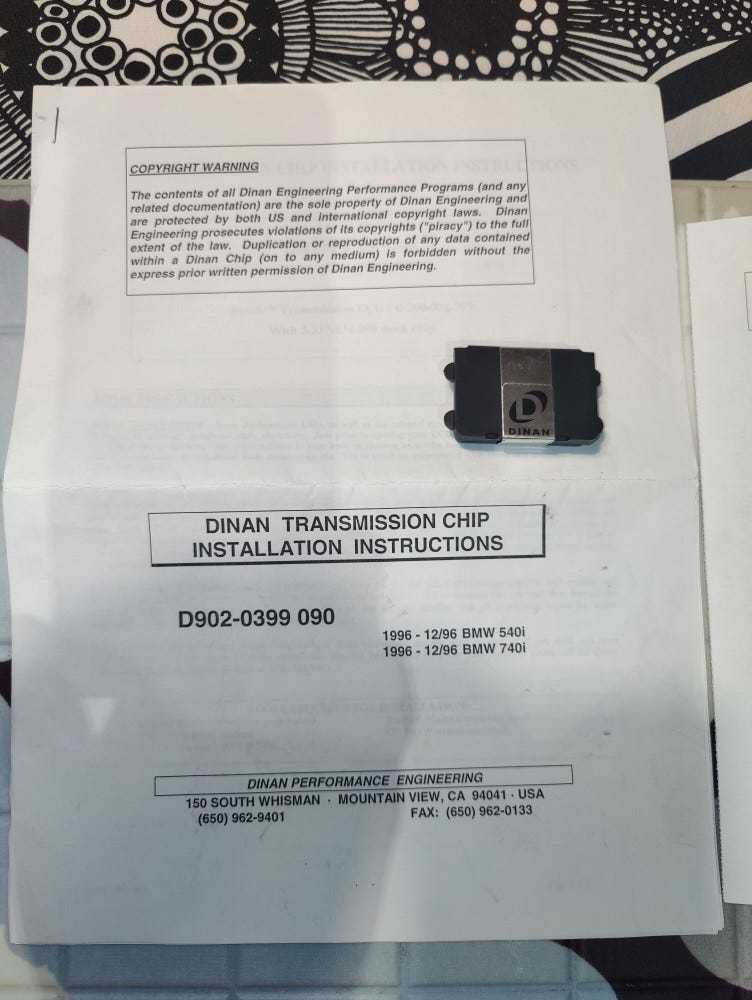 COPYRIGHT WARNING
The contents of all Dinan Engineering Performance Programs (and any
related documentation) are the sole property of Dinan Engineering and
are protected by both US and international copyright laws. Dinan
Engineering prosecutes violations of its copyrights ("piracy") to the full
extent of the law. Duplication or reproduction of any data contained
within a Dinan Chip (on to any medium) is forbidden without the
express prior written permission of Dinan Engineering.
DINAN
DINAN TRANSMISSION CHIP
INSTALLATION INSTRUCTIONS
D902-0399 090
1996 - 12/96 BMW 540i
1996 - 12/96 BMW 740i
DINAN PERFORMANCE ENGINEERING
150 SOUTH WHISMAN · MOUNTAIN VIEW, CA 94041 · USA
(650) 962-9401 FAX: (650) 962-0133